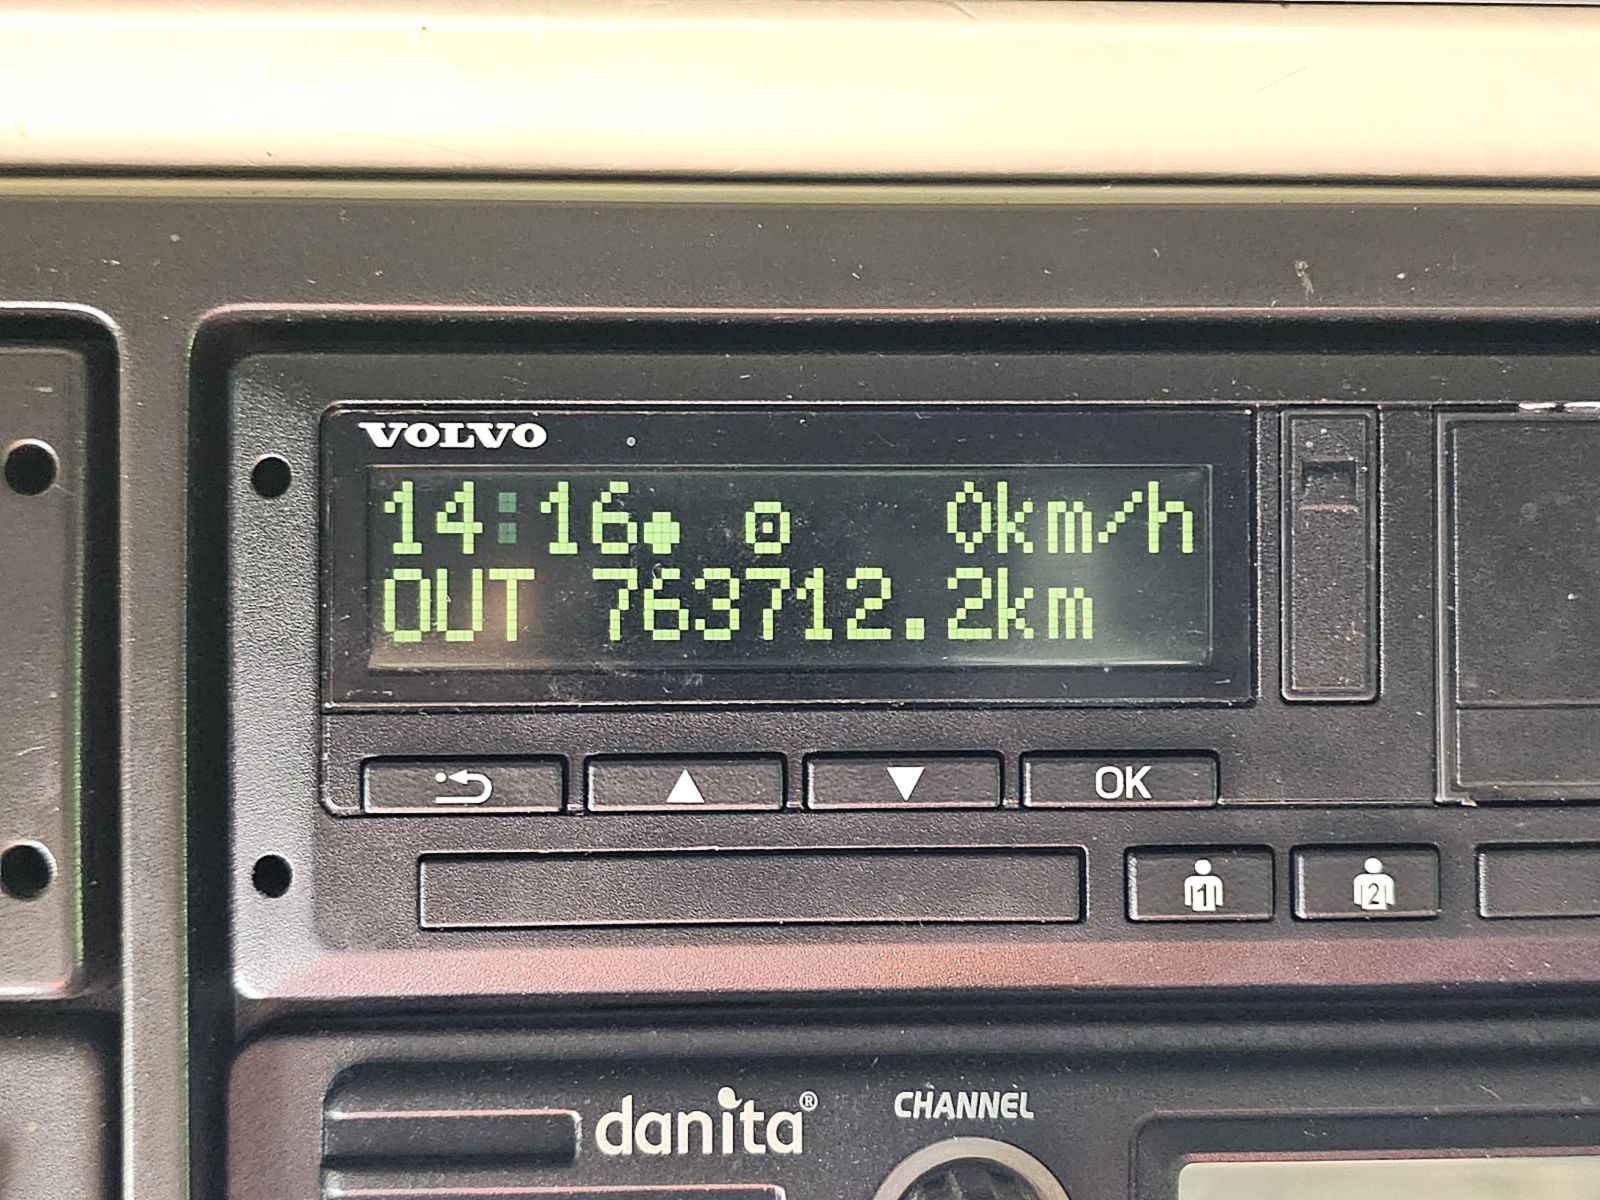 VOLVO
14:16 0km/h
OUT 763712.2km
OK
1 2
danita®
CHANNEL